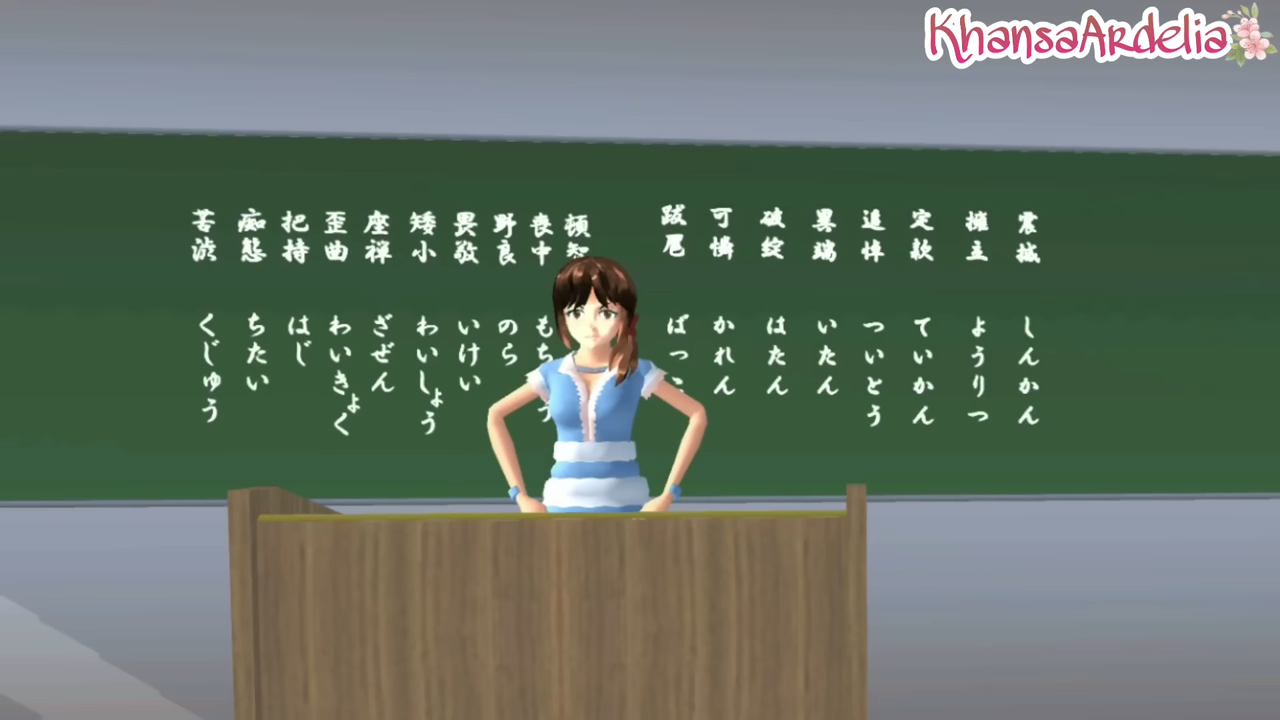 KhansaArdelia
震撼
擁立
定款
追悼
異端
破綻
可憐
跋扈
頓智
喪中
野良
畏敬
矮小
座禅
歪曲
把持
痴態
苦渋
しんかん
ようりつ
ていかん
ついとう
いたん
はたん
かれん
ばっこ
のら
いけい
わいしょう
ざぜん
わいきょく
はじ
ちたい
くじゅう